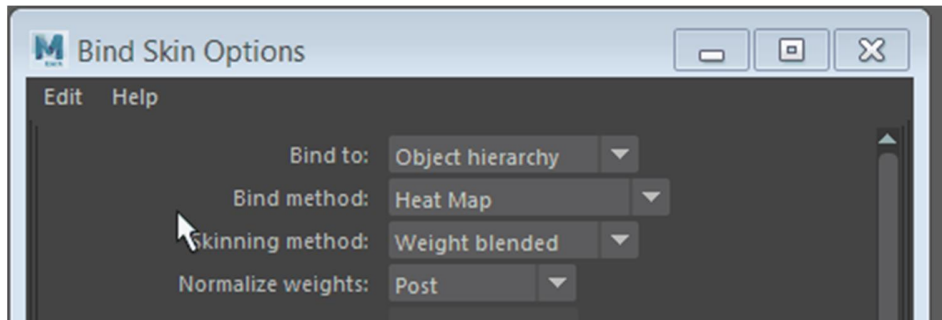 Bind Skin Options
Edit Help
Bind to: Object hierarchy
Bind method: Heat Map
Skinning method: Weight blended
Normalize weights: Post